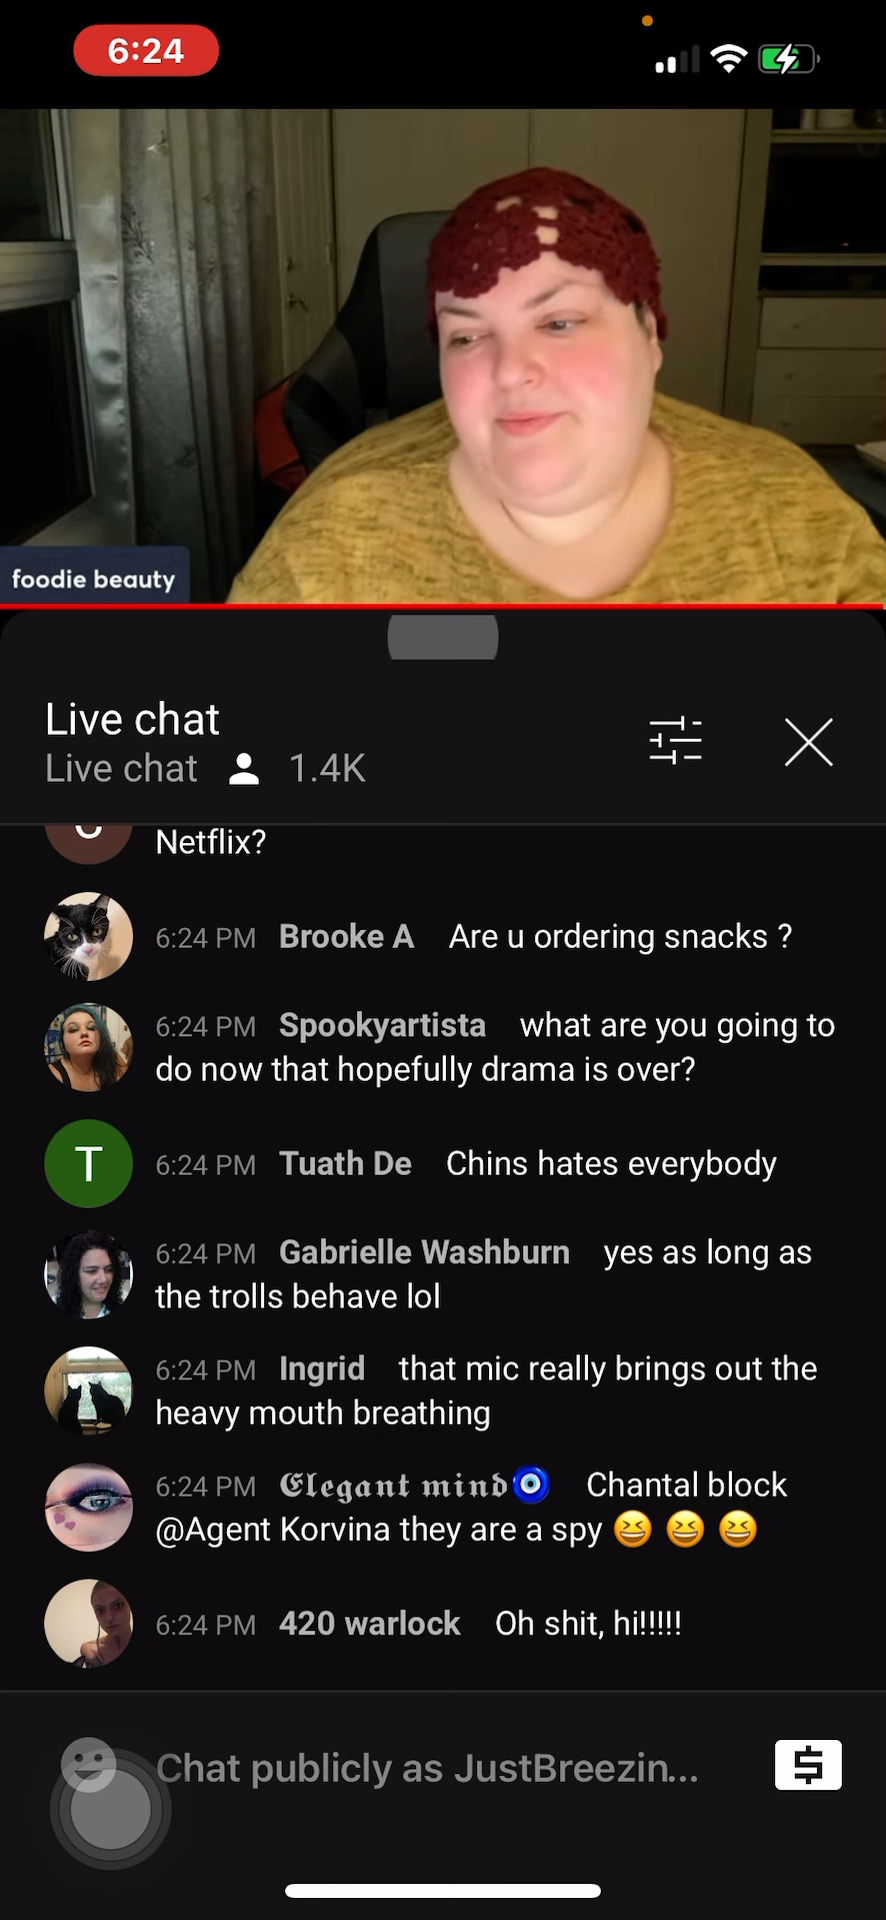 6:24
foodie beauty
Live chat
Live chat 1.4K
Netflix?
6:24 PM Brooke A Are u ordering snacks ?
6:24 PM Spookyartista what are you going to
do now that hopefully drama is over?
T
6:24 PM Tuath De Chins hates everybody
6:24 PM Gabrielle Washburn yes as long as
the trolls behave lol
6:24 PM Ingrid that mic really brings out the
heavy mouth breathing
6:24 PM 𝕰𝖑𝖊𝖌𝖆𝖓𝖙 𝖒𝖎𝖓𝖉🧿 Chantal block
@Agent Korvina they are a spy 😆 😆 😆
6:24 PM 420 warlock Oh shit, hi!!!!!
Chat publicly as JustBreezin...
$